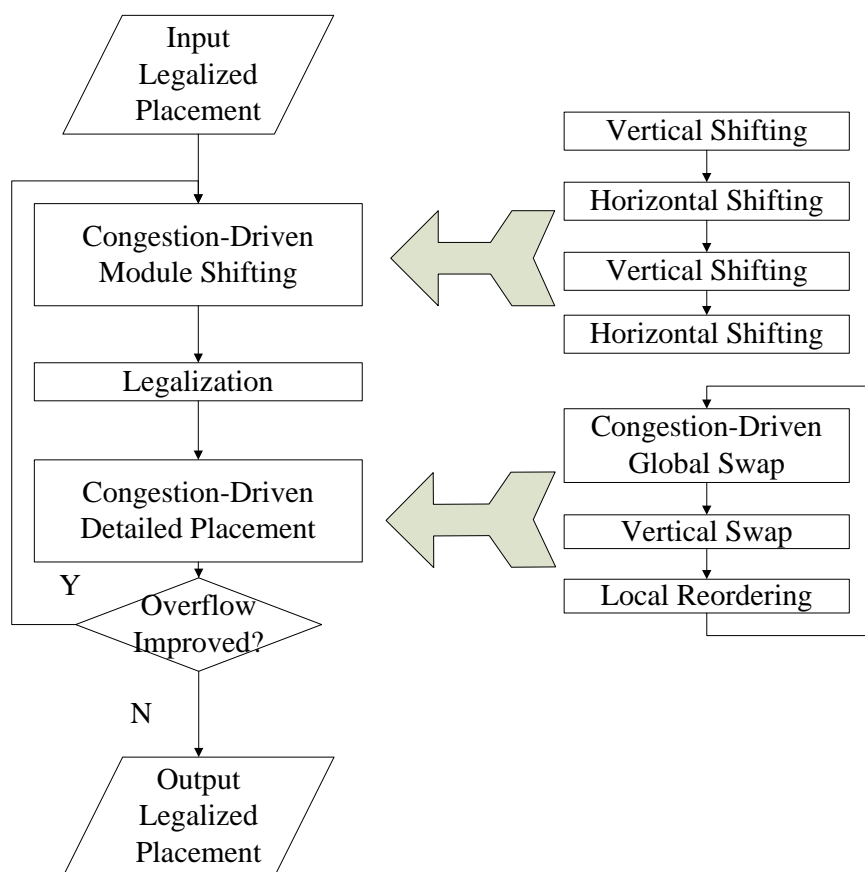 Input
Legalized
Placement
Congestion-Driven
Module Shifting
Legalization
Congestion-Driven
Detailed Placement
Y
Overflow
Improved?
N
Output
Legalized
Placement
Vertical Shifting
Horizontal Shifting
Vertical Shifting
Horizontal Shifting
Congestion-Driven
Global Swap
Vertical Swap
Local Reordering